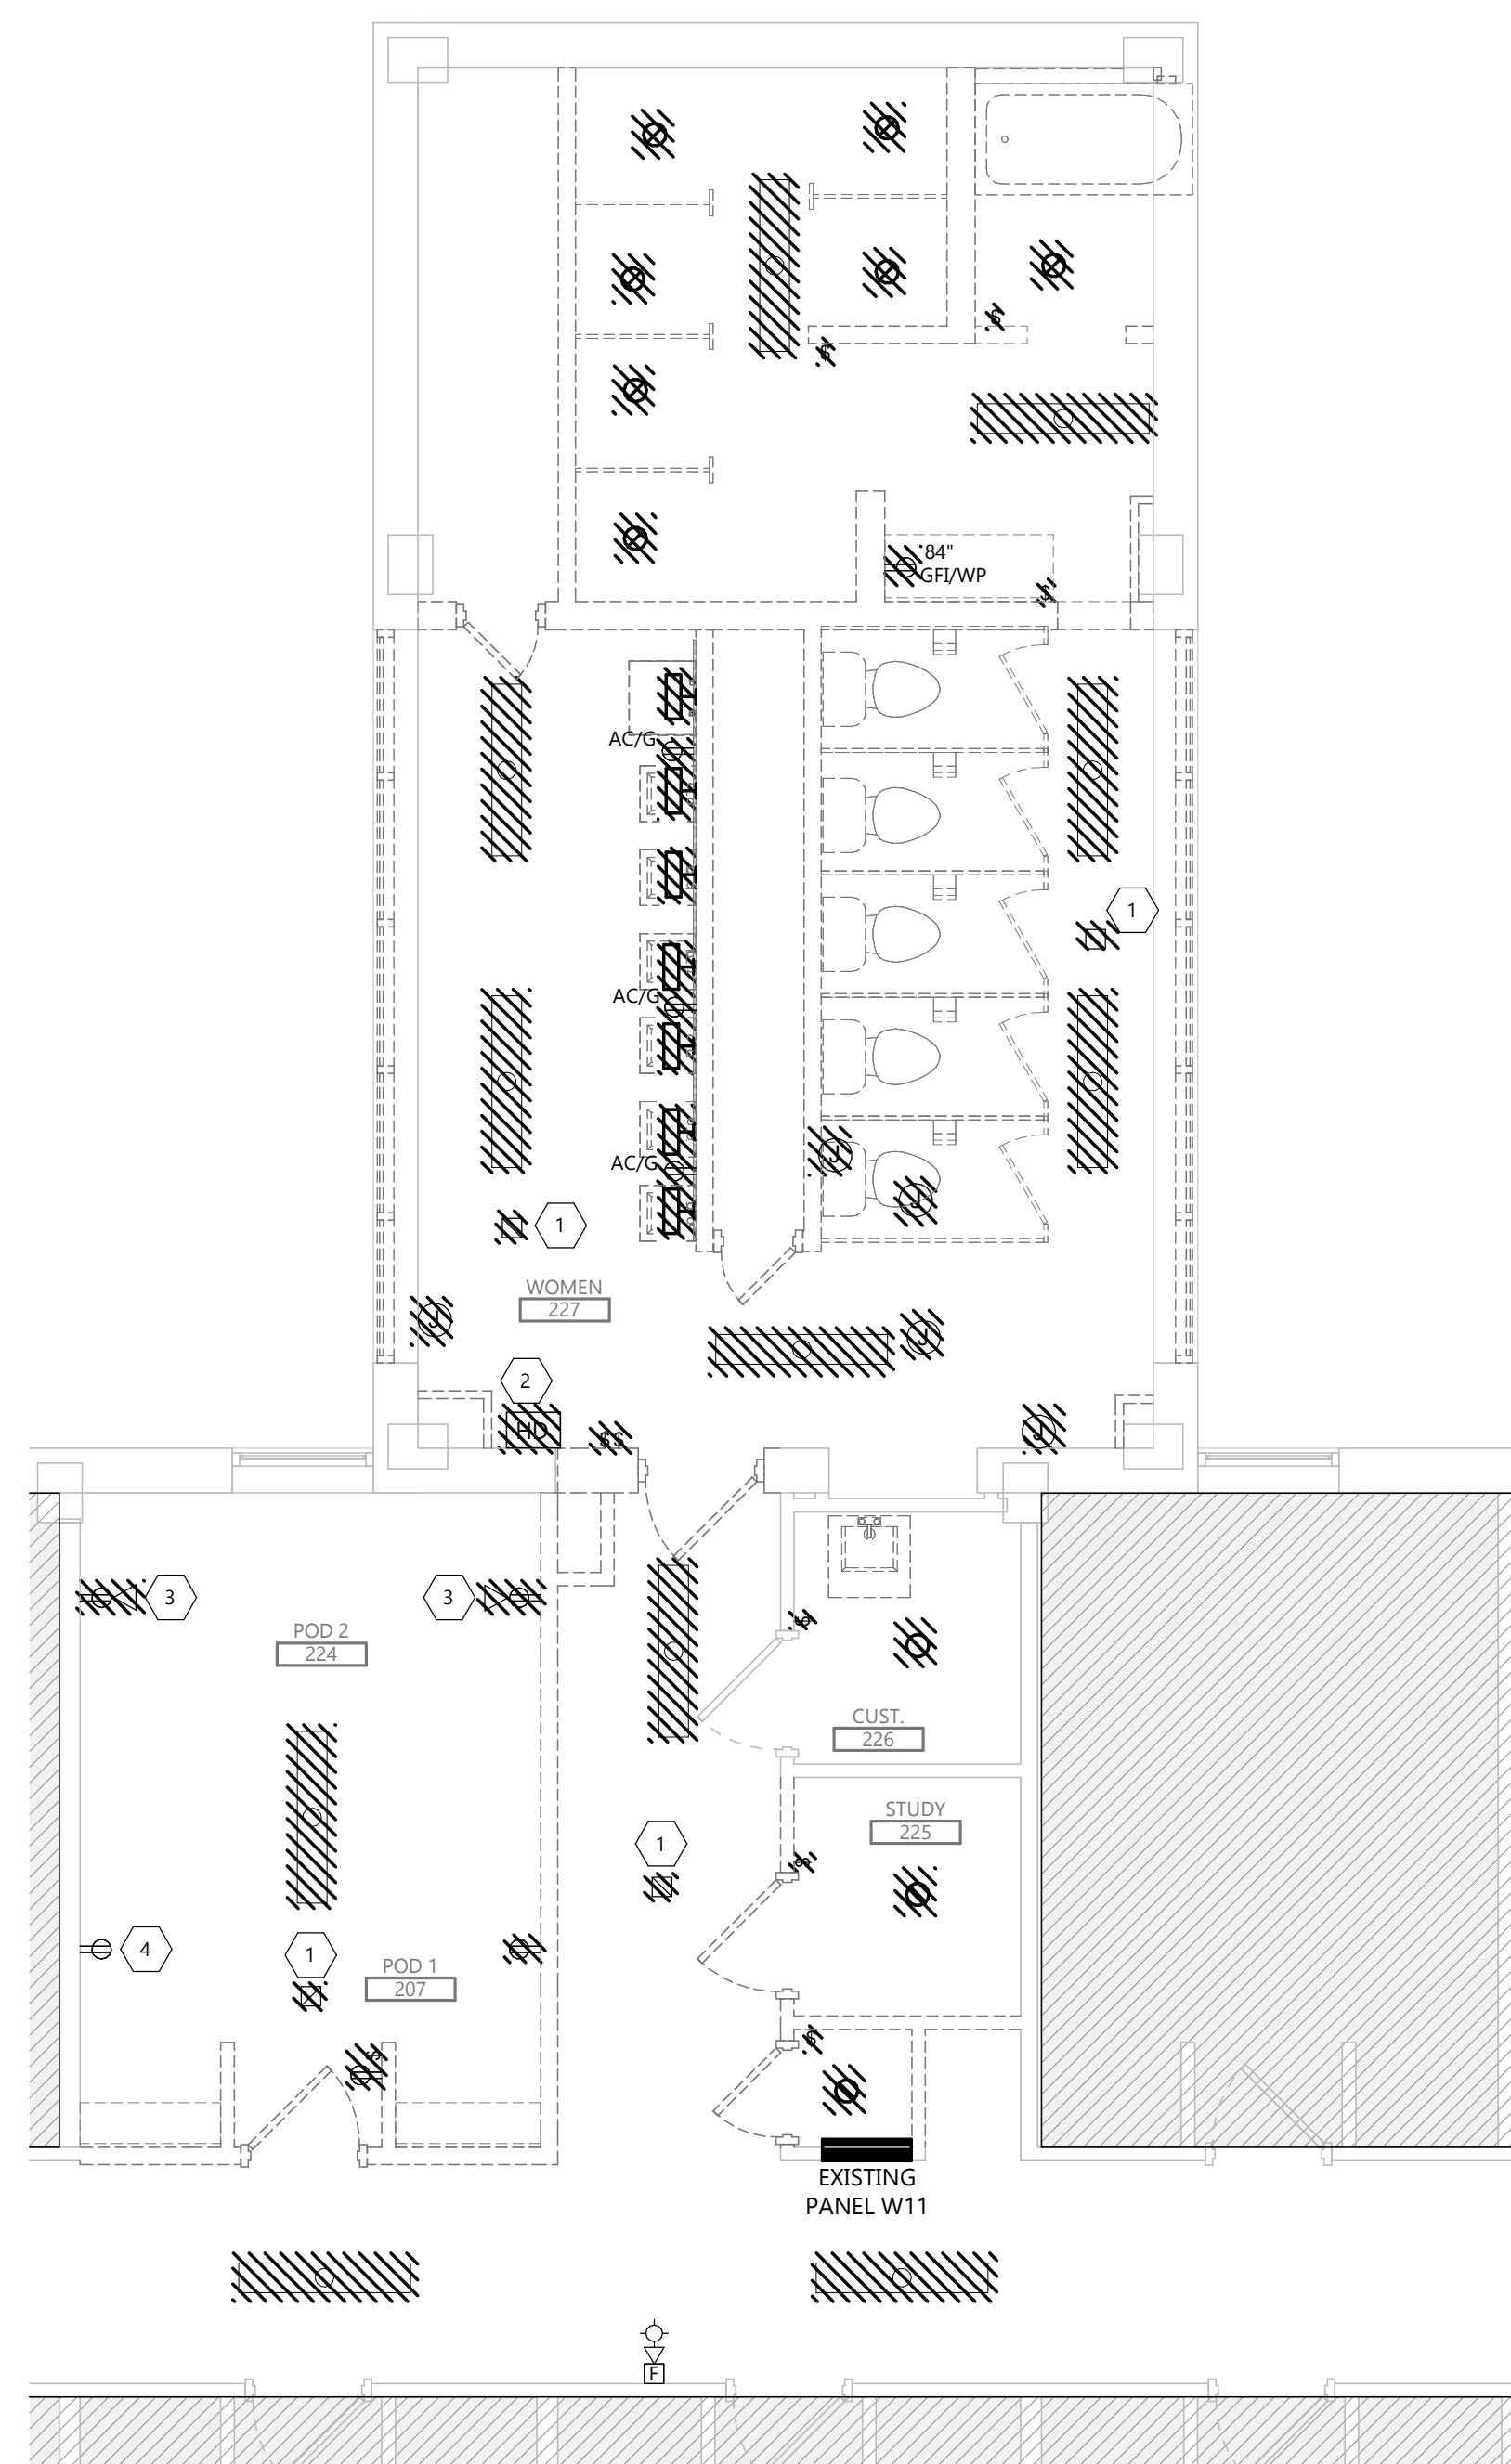 84"
GFI/WP
$
$
$
AC/G
1
AC/G
J
AC/G
J
1
WOMEN
227
J
J
2
HD
$$
J
3
3
$
POD 2
224
CUST.
226
STUDY
225
1
$
4
1
POD 1
207
$
$
EXISTING
PANEL W11
F